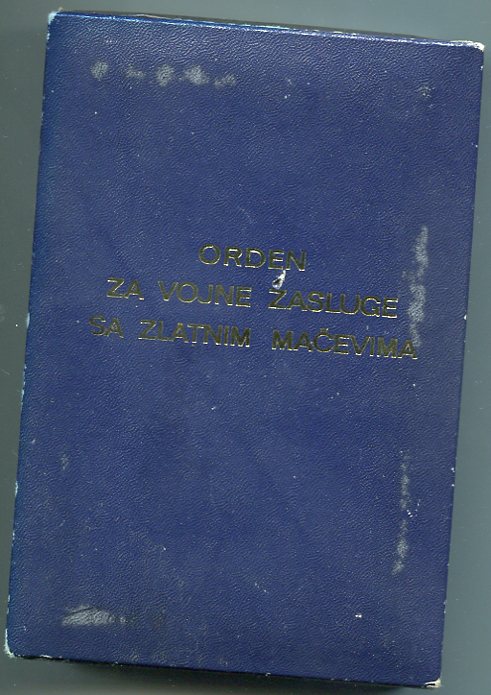 ORDEN
ZA VOJNE ZASLUGE
SA ZLATNIM MAČEVIMA